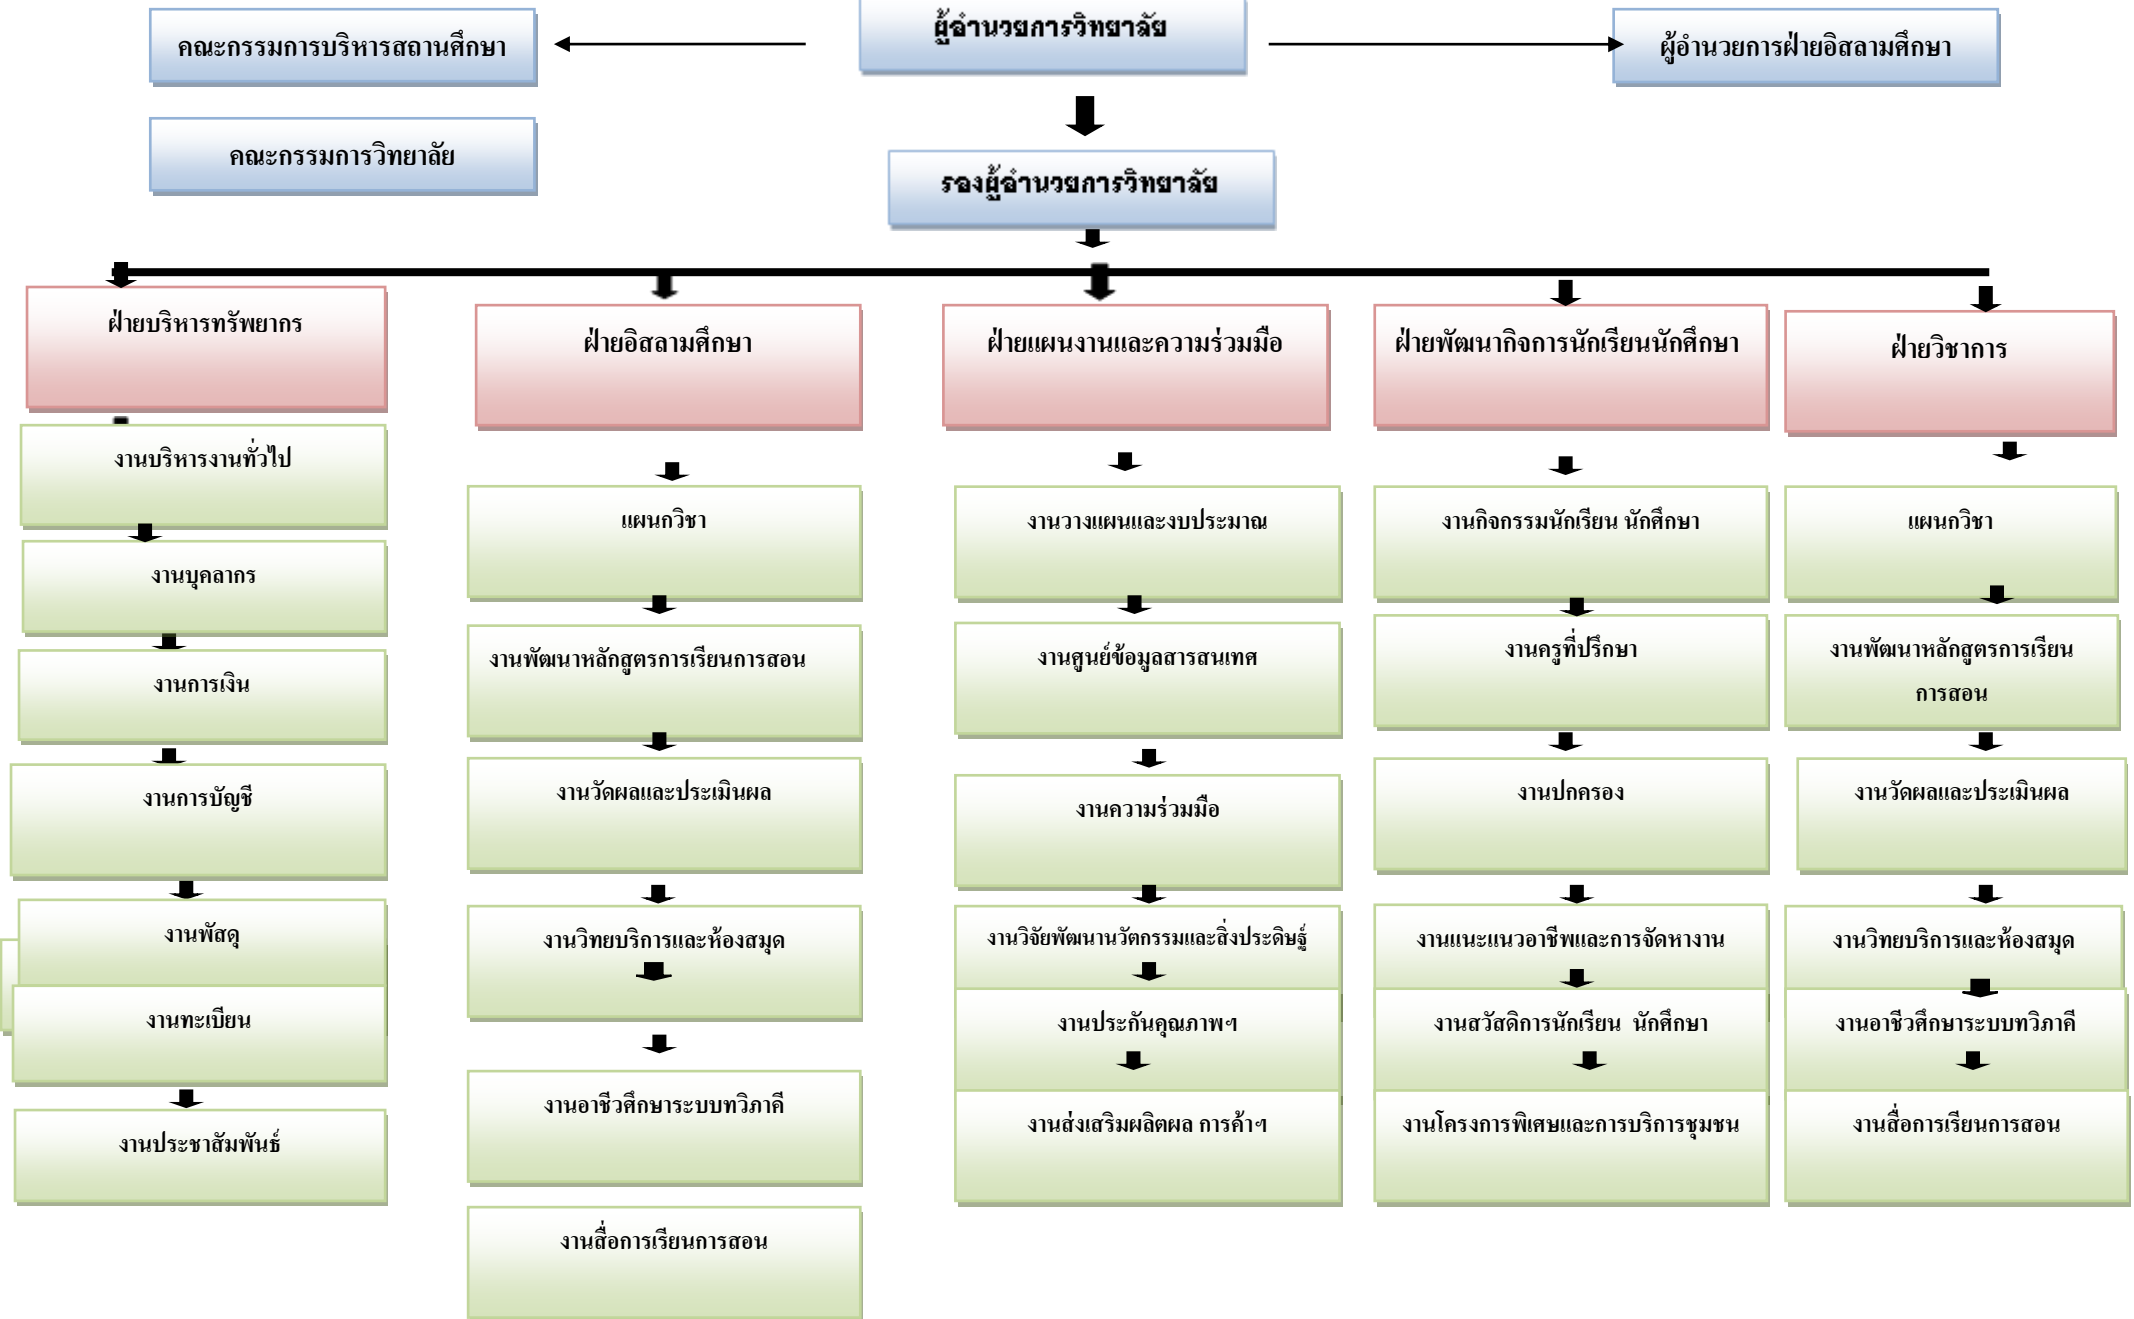 คณะกรรมการบริหารสถานศึกษา
ผู้อำนวยการวิทยาลัย
ผู้อำนวยการฝ่ายอิสลามศึกษา
คณะกรรมการวิทยาลัย
รองผู้อำนวยการวิทยาลัย
ฝ่ายบริหารทรัพยากร
งานบริหารงานทั่วไป
งานบุคลากร
งานการเงิน
งานการบัญชี
งานพัสดุ
งานทะเบียน
งานประชาสัมพันธ์
ฝ่ายอิสลามศึกษา
แผนกวิชา
งานพัฒนาหลักสูตรการเรียนการสอน
งานวัดผลและประเมินผล
งานวิทยบริการและห้องสมุด
งานอาชีวศึกษาระบบทวิภาคี
งานสื่อการเรียนการสอน
ฝ่ายแผนงานและความร่วมมือ
งานวางแผนและงบประมาณ
งานศูนย์ข้อมูลสารสนเทศ
งานความร่วมมือ
งานวิจัยพัฒนานวัตกรรมและสิ่งประดิษฐ์
งานประกันคุณภาพฯ
งานส่งเสริมผลิตผล การค้าฯ
ฝ่ายพัฒนากิจการนักเรียนนักศึกษา
งานกิจกรรมนักเรียน นักศึกษา
งานครูที่ปรึกษา
งานปกครอง
งานแนะแนวอาชีพและการจัดหางาน
งานสวัสดิการนักเรียน นักศึกษา
งานโครงการพิเศษและการบริการชุมชน
ฝ่ายวิชาการ
แผนกวิชา
งานพัฒนาหลักสูตรการเรียน
การสอน
งานวัดผลและประเมินผล
งานวิทยบริการและห้องสมุด
งานอาชีวศึกษาระบบทวิภาคี
งานสื่อการเรียนการสอน